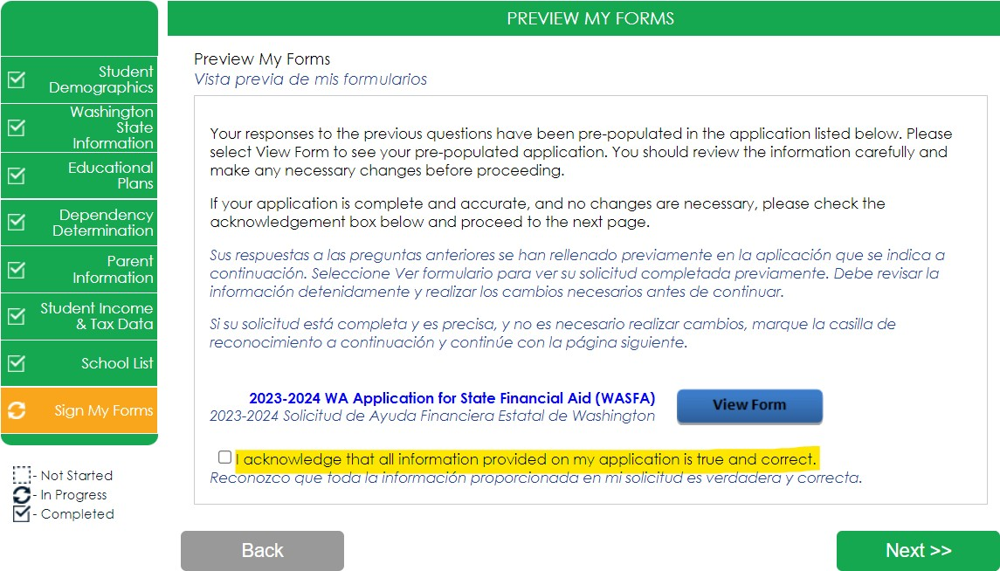 PREVIEW MY FORMS
Student
Demographics
Washington
State
Information
Educational
Plans
Dependency
Determination
Parent
Information
Student Income
& Tax Data
School List
Sign My Forms
- Not Started
- In Progress
- Completed
Preview My Forms
Vista previa de mis formularios
Your responses to the previous questions have been pre-populated in the application listed below. Please
select View Form to see your pre-populated application. You should review the information carefully and
make any necessary changes before proceeding.
If your application is complete and accurate, and no changes are necessary, please check the
acknowledgement box below and proceed to the next page.
Sus respuestas a las preguntas anteriores se han rellenado previamente en la aplicación que se indica a
continuación. Seleccione Ver formulario para ver su solicitud completada previamente. Debe revisar la
información detenidamente y realizar los cambios necesarios antes de continuar.
Si su solicitud está completa y es precisa, y no es necesario realizar cambios, marque la casilla de
reconocimiento a continuación y continúe con la página siguiente.
2023-2024 WA Application for State Financial Aid (WASFA)
2023-2024 Solicitud de Ayuda Financiera Estatal de Washington
View Form
I acknowledge that all information provided on my application is true and correct.
Reconozco que toda la información proporcionada en mi solicitud es verdadera y correcta.
Back
Next >>